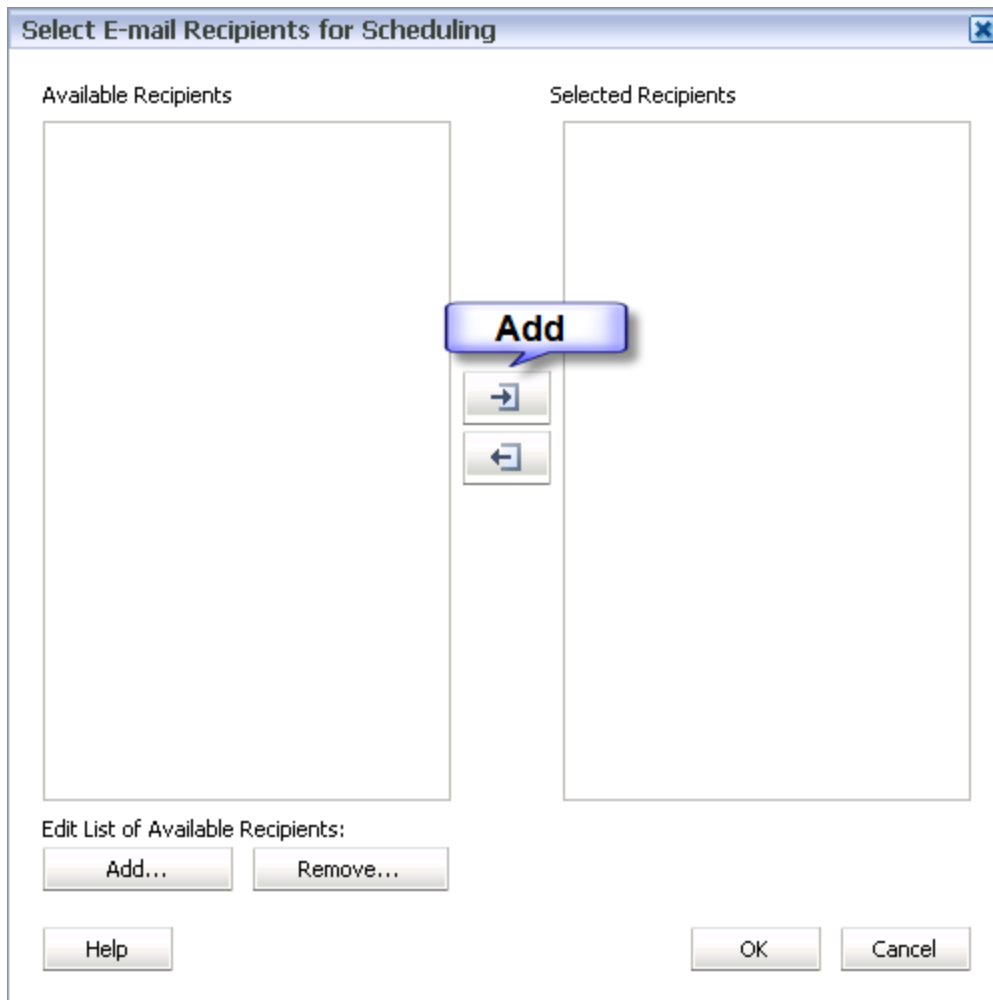 Select E-mail Recipients for Scheduling
Available Recipients
Selected Recipients
Add
Edit List of Available Recipients:
Add...
Remove...
Help
OK
Cancel